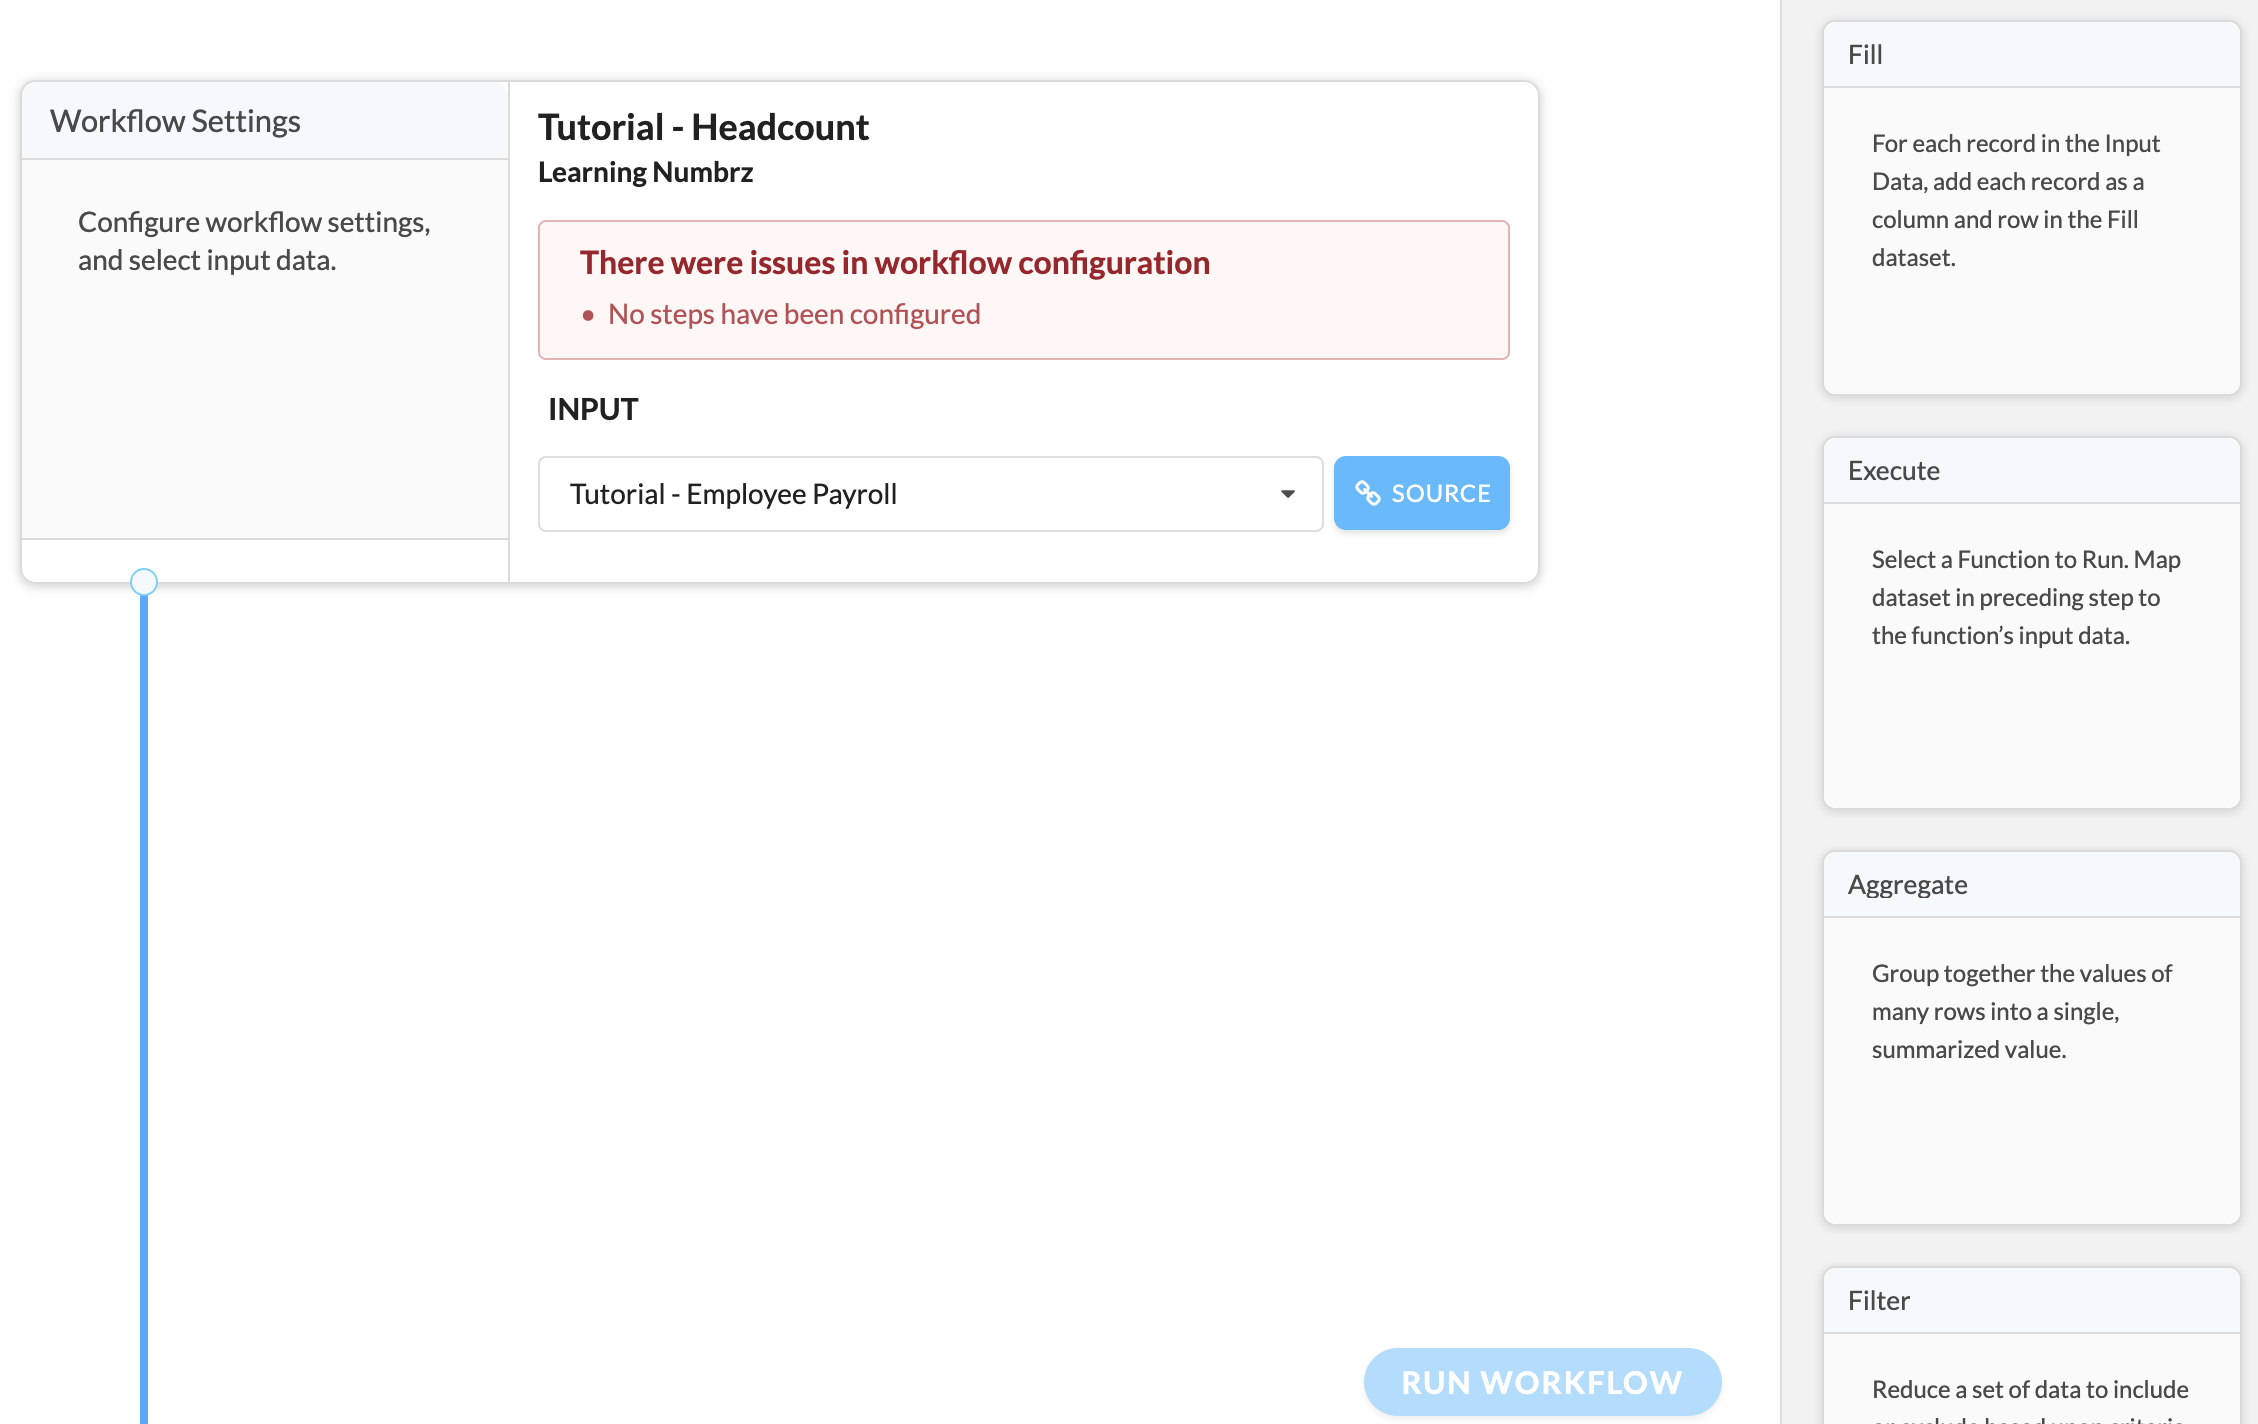 Workflow Settings
Configure workflow settings,
and select input data.
Tutorial - Headcount
Learning Numbrz
There were issues in workflow configuration
• No steps have been configured
INPUT
Tutorial - Employee Payroll
SOURCE
RUN WORKFLOW
Fill
For each record in the Input
Data, add each record as a
column and row in the Fill
dataset.
Execute
Select a Function to Run. Map
dataset in preceding step to
the function’s input data.
Aggregate
Group together the values of
many rows into a single,
summarized value.
Filter
Reduce a set of data to include